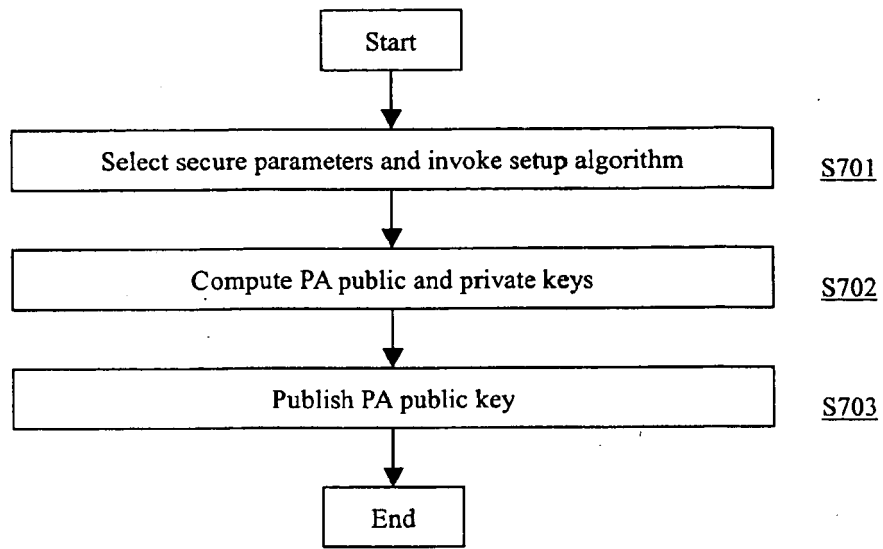 Start
Select secure parameters and invoke setup algorithm
S701
Compute PA public and private keys
S702
Publish PA public key
S703
End